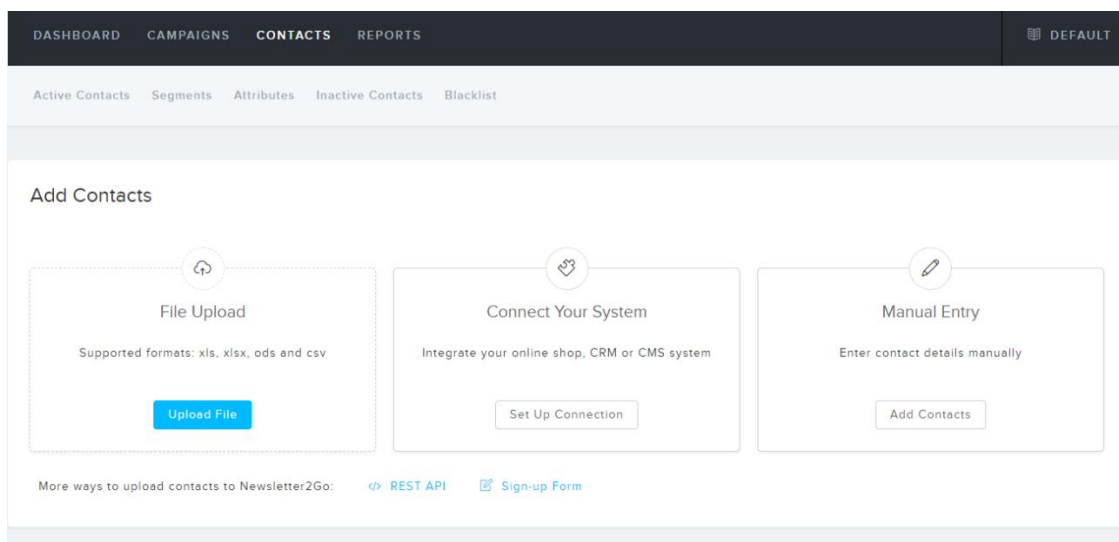 DASHBOARD CAMPAIGNS CONTACTS REPORTS DEFAULT
Active Contacts Segments Attributes Inactive Contacts Blacklist
Add Contacts
File Upload
Supported formats: xls, xlsx, ods and csv
Upload File
Connect Your System
Integrate your online shop, CRM or CMS system
Set Up Connection
Manual Entry
Enter contact details manually
Add Contacts
More ways to upload contacts to Newsletter2Go: </> REST API Sign-up Form